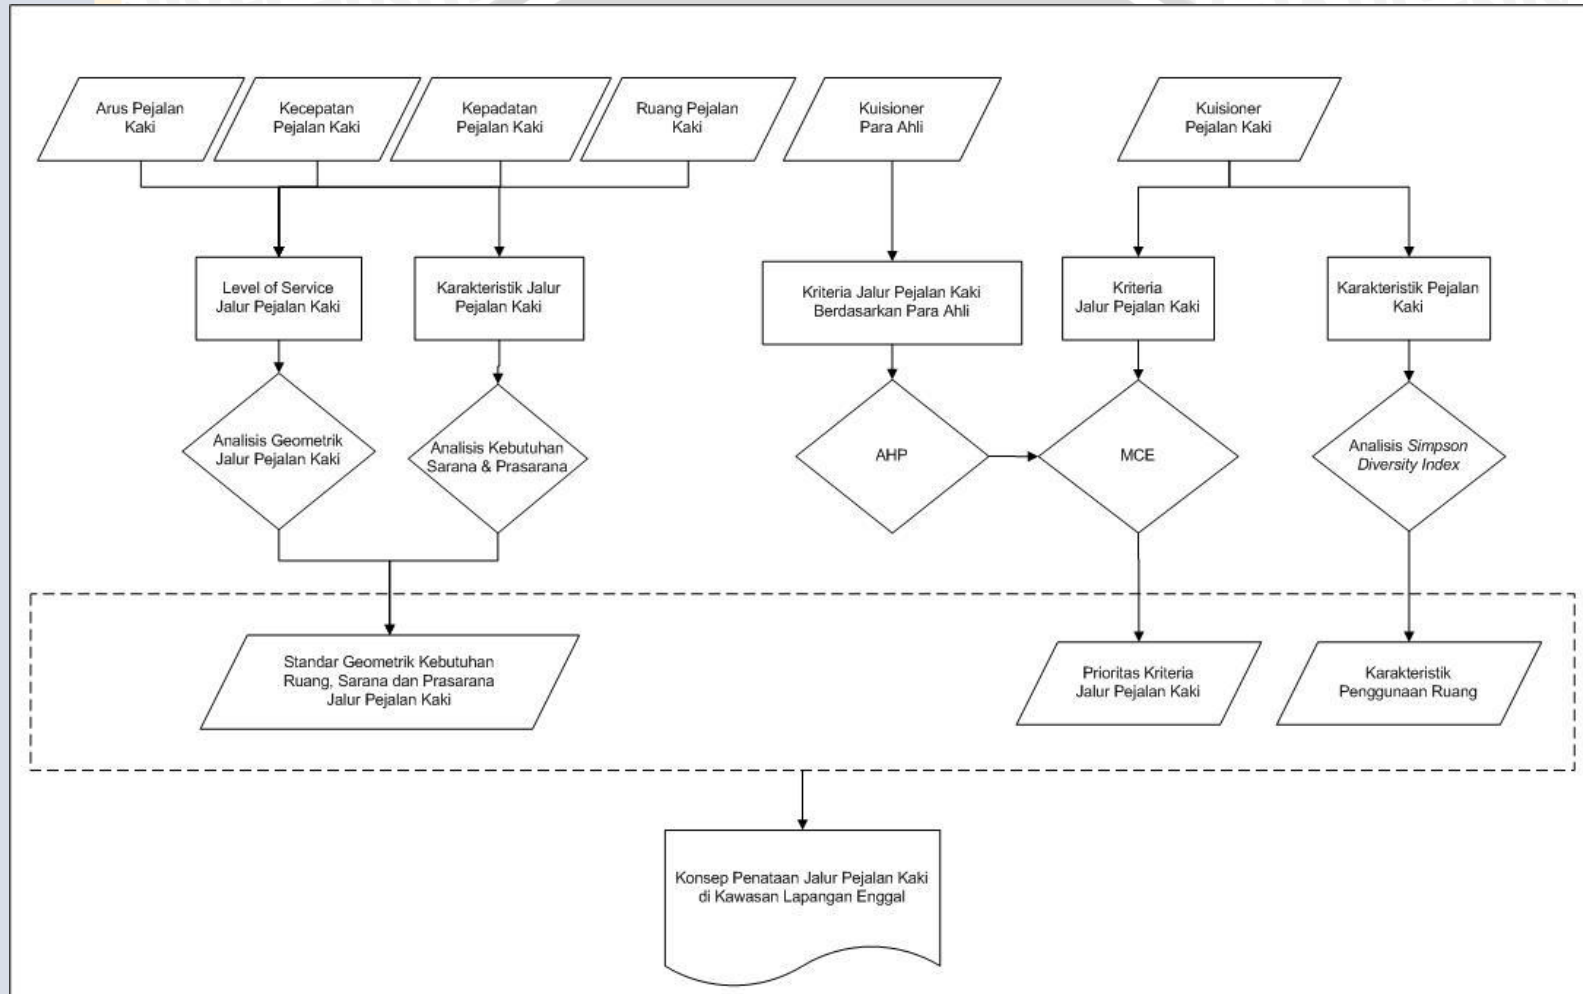 Arus Pejalan
Kaki
Kecepatan
Pejalan Kaki
Kepadatan
Pejalan Kaki
Ruang Pejalan
Kaki
Kuisioner
Para Ahli
Kuisioner
Pejalan Kaki
Level of Service
Jalur Pejalan Kaki
Karakteristik Jalur
Pejalan Kaki
Kriteria Jalur Pejalan Kaki
Berdasarkan Para Ahli
Kriteria
Jalur Pejalan Kaki
Karakteristik Pejalan
Kaki
Analisis Geometrik
Jalur Pejalan Kaki
Analisis Kebutuhan
Sarana & Prasarana
AHP
MCE
Analisis Simpson
Diversity Index
Standar Geometrik Kebutuhan
Ruang, Sarana dan Prasarana
Jalur Pejalan Kaki
Prioritas Kriteria
Jalur Pejalan Kaki
Karakteristik
Penggunaan Ruang
Konsep Penataan Jalur Pejalan Kaki
di Kawasan Lapangan Enggal